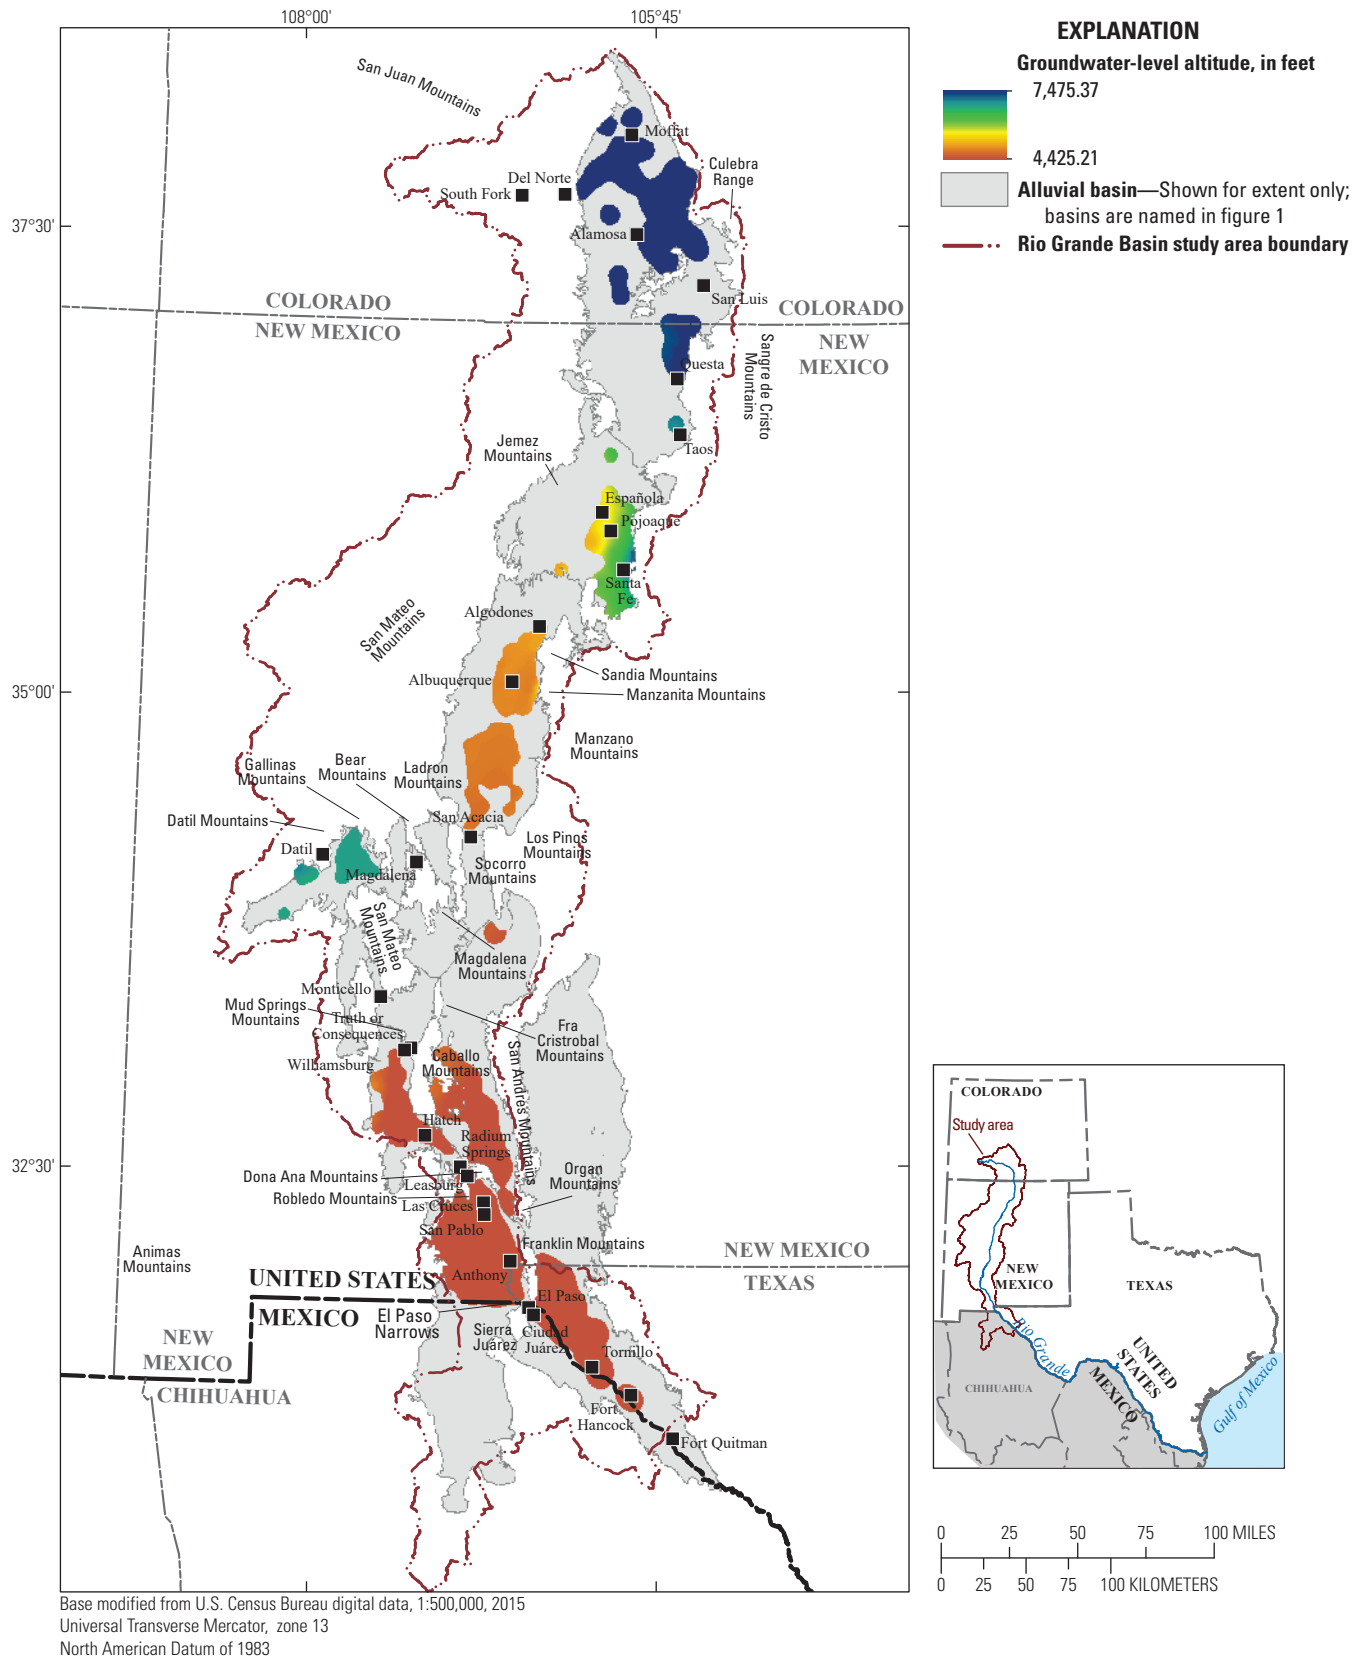 108°00'
105°45'
EXPLANATION
Groundwater-level altitude, in feet
7,475.37
4,425.21
Alluvial basin—Shown for extent only;
basins are named in figure 1
Rio Grande Basin study area boundary
San Juan Mountains
Moffat
Culebra
Range
Del Norte
South Fork
37°30'
Alamosa
San Luis
COLORADO
NEW MEXICO
COLORADO
NEW
MEXICO
Questa
Sangre de Cristo
Mountains
Taos
Jemez
Mountains
Española
Pojoaque
Santa
Fe
San Mateo
Mountains
Algodones
Sandia Mountains
Manzanita Mountains
35°00'
Albuquerque
Manzano
Mountains
Gallinas
Mountains
Bear
Mountains
Ladron
Mountains
Datil Mountains
San Acacia
Los Pinos
Mountains
Datil
Magdalena
Socorro
Mountains
San Mateo
Mountains
Magdalena
Mountains
Monticello
Mud Springs
Mountains
Truth or
Consequences
Fra
Cristrobal
Mountains
Williamsburg
Caballo
Mountains
San Andres Mountains
Hatch
Radium
Springs
32°30'
Dona Ana Mountains
Leasburg
Organ
Mountains
Robledo Mountains
Las Cruces
San Pablo
Franklin Mountains
NEW MEXICO
TEXAS
Animas
Mountains
Anthony
UNITED STATES
MEXICO
El Paso
El Paso
Narrows
Sierra
Juárez
Ciudad
Juárez
Tornillo
NEW
MEXICO
CHIHUAHUA
Fort
Hancock
Fort Quitman
COLORADO
Study area
NEW
MEXICO
TEXAS
Rio Grande
UNITED
STATES
MEXICO
CHIHUAHUA
Gulf of Mexico
0 25 50 75 100 MILES
0 25 50 75 100 KILOMETERS
Base modified from U.S. Census Bureau digital data, 1:500,000, 2015
Universal Transverse Mercator, zone 13
North American Datum of 1983